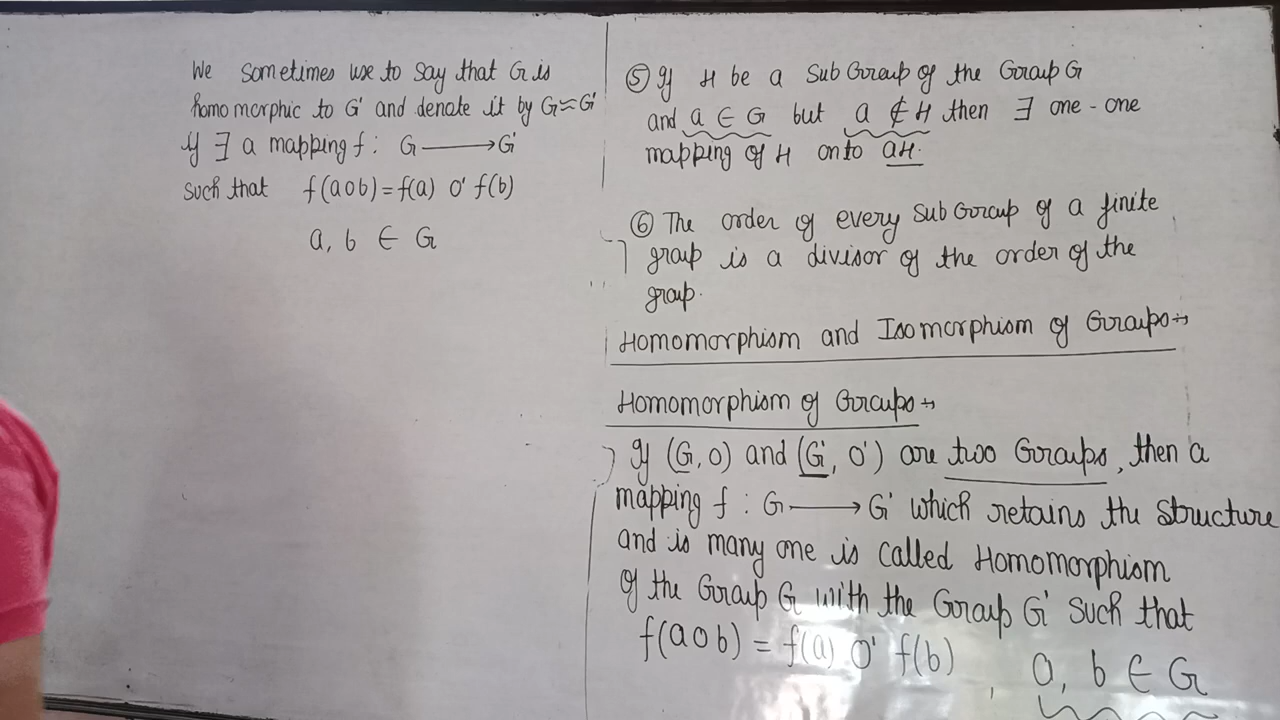 We sometimes use to say that G is
homomorphic to G' and denote it by G≃G'
If ∃ a mapping f : G ⟶ G'
such that f(aob) = f(a) o' f(b)
a, b ∈ G
⑤ If H be a Sub Group of the Group G
and a ∈ G but a ∉ H then ∃ one-one
mapping of H onto aH.
⑥ The order of every Sub Group of a finite
group is a divisor of the order of the
group.
Homomorphism and Isomorphism of Groups:→
Homomorphism of Groups:→
If (G, o) and (G', o') are two Groups, then a
mapping f : G ⟶ G' which retains the structure
and is many one is called Homomorphism
of the Group G with the Group G' such that
f(aob) = f(a) o' f(b) , a, b ∈ G